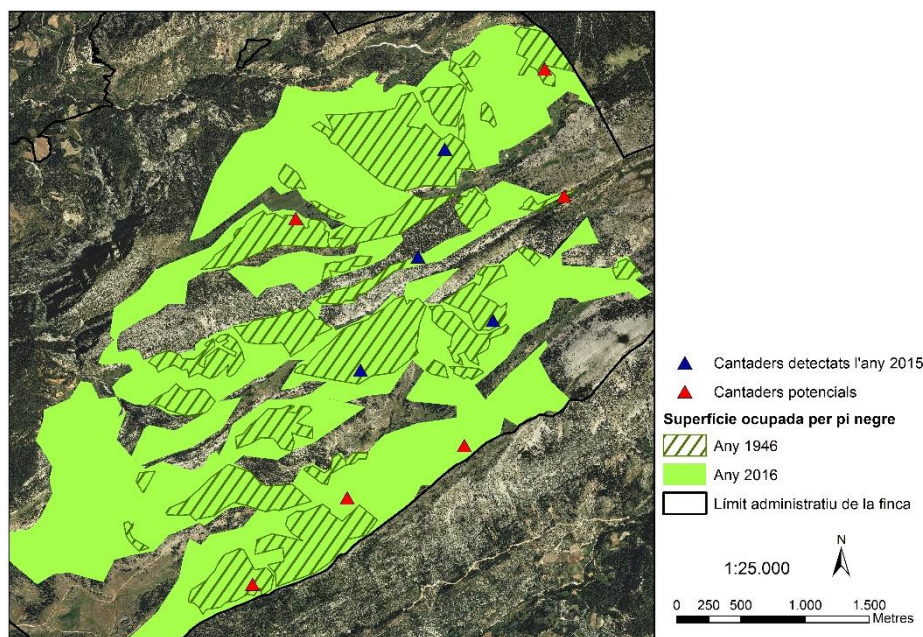 Cantaders detectats l'any 2015
Cantaders potencials
Superfície ocupada per pi negre
Any 1946
Any 2016
Límit administratiu de la finca
1:25.000
N
0 250 500 1.000 1.500
Metres